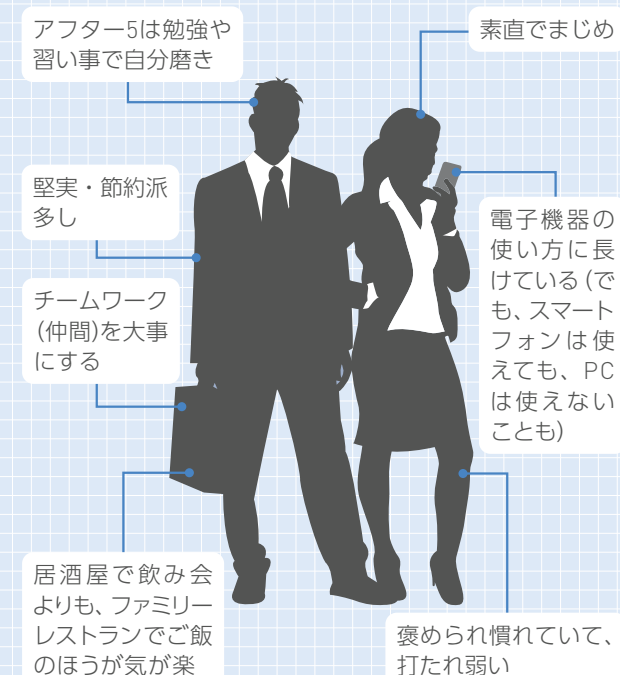 アフター5は勉強や
習い事で自分磨き
素直でまじめ
堅実・節約派
多し
電子機器の
使い方に長
けている(で
も、スマート
フォンは使
えても、PC
は使えない
ことも)
チームワーク
(仲間)を大事
にする
居酒屋で飲み会
よりも、ファミリー
レストランでご飯
のほうが気が楽
褒められ慣れていて、
打たれ弱い